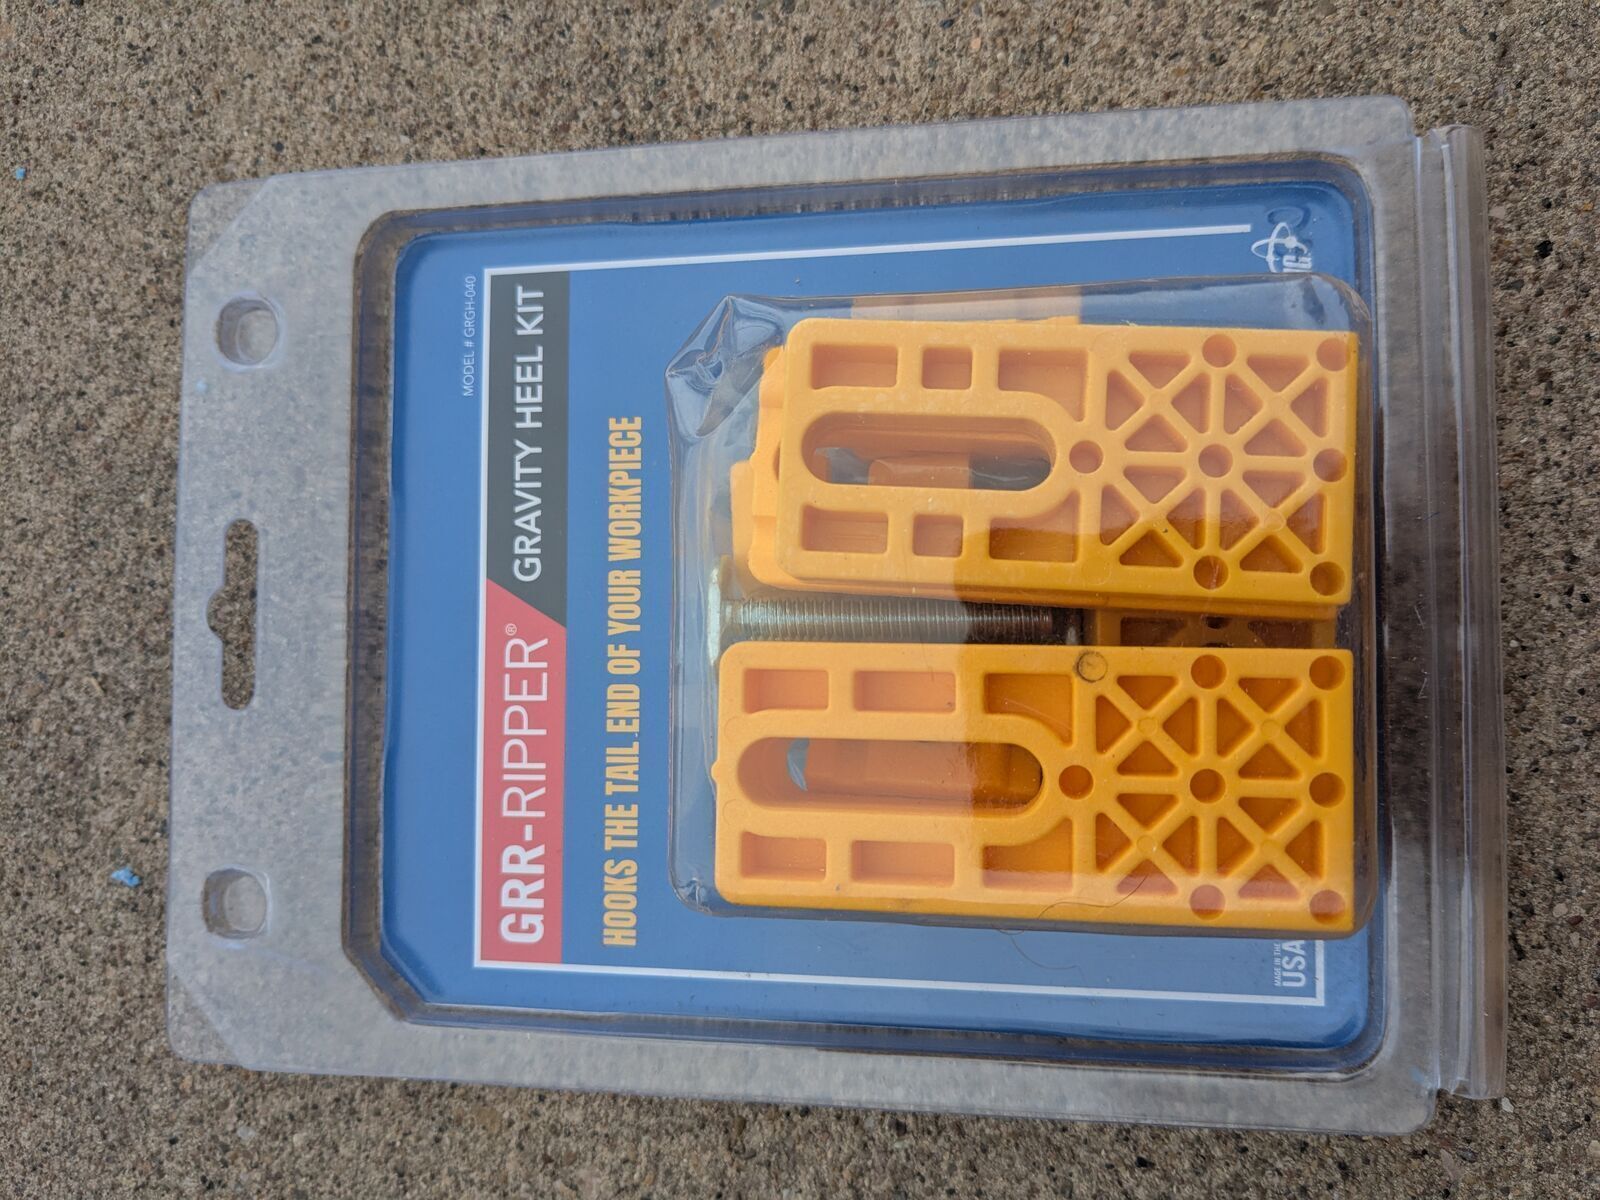 MODEL # GRGH-040
GRR-RIPPER® GRAVITY HEEL KIT
HOOKS THE TAIL END OF YOUR WORKPIECE
MADE IN THE
USA